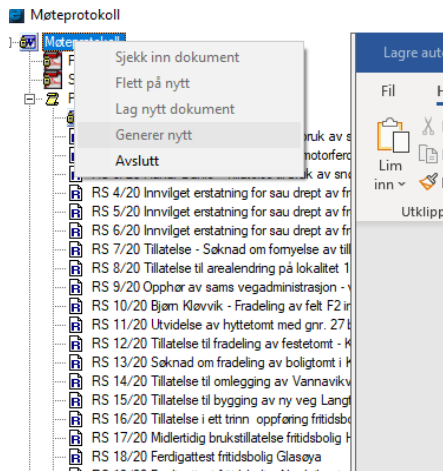 Møteprotokoll
Møteprotokoll
Sjekk inn dokument
Flett på nytt
Lag nytt dokument
Generer nytt
Avslutt
RS 4/20 Innvilget erstatning for sau drept av fr
RS 5/20 Innvilget erstatning for sau drept av fr
RS 6/20 Innvilget erstatning for sau drept av fr
RS 7/20 Tillatelse - Søknad om fornyelse av till
RS 8/20 Tillatelse til arealendring på lokalitet 1
RS 9/20 Opphør av sams vegadministrasjon - v
RS 10/20 Bjørn Kløvvik - Fradeling av felt F2 ir
RS 11/20 Utvidelse av hyttetomt med gnr. 27 b
RS 12/20 Tillatelse til fradeling av festetomt - K
RS 13/20 Søknad om fradeling av boligtomt i K
RS 14/20 Tillatelse til omlegging av Vannavikv
RS 15/20 Tillatelse til bygging av ny veg Langt
RS 16/20 Tillatelse i ett trinn oppføring fritidsbo
RS 17/20 Midlertidig brukstillatelse fritidsbolig H
RS 18/20 Ferdigattest fritidsbolig Glasøya
Lagre aut
Fil
H
Lim
inn
Utklipp